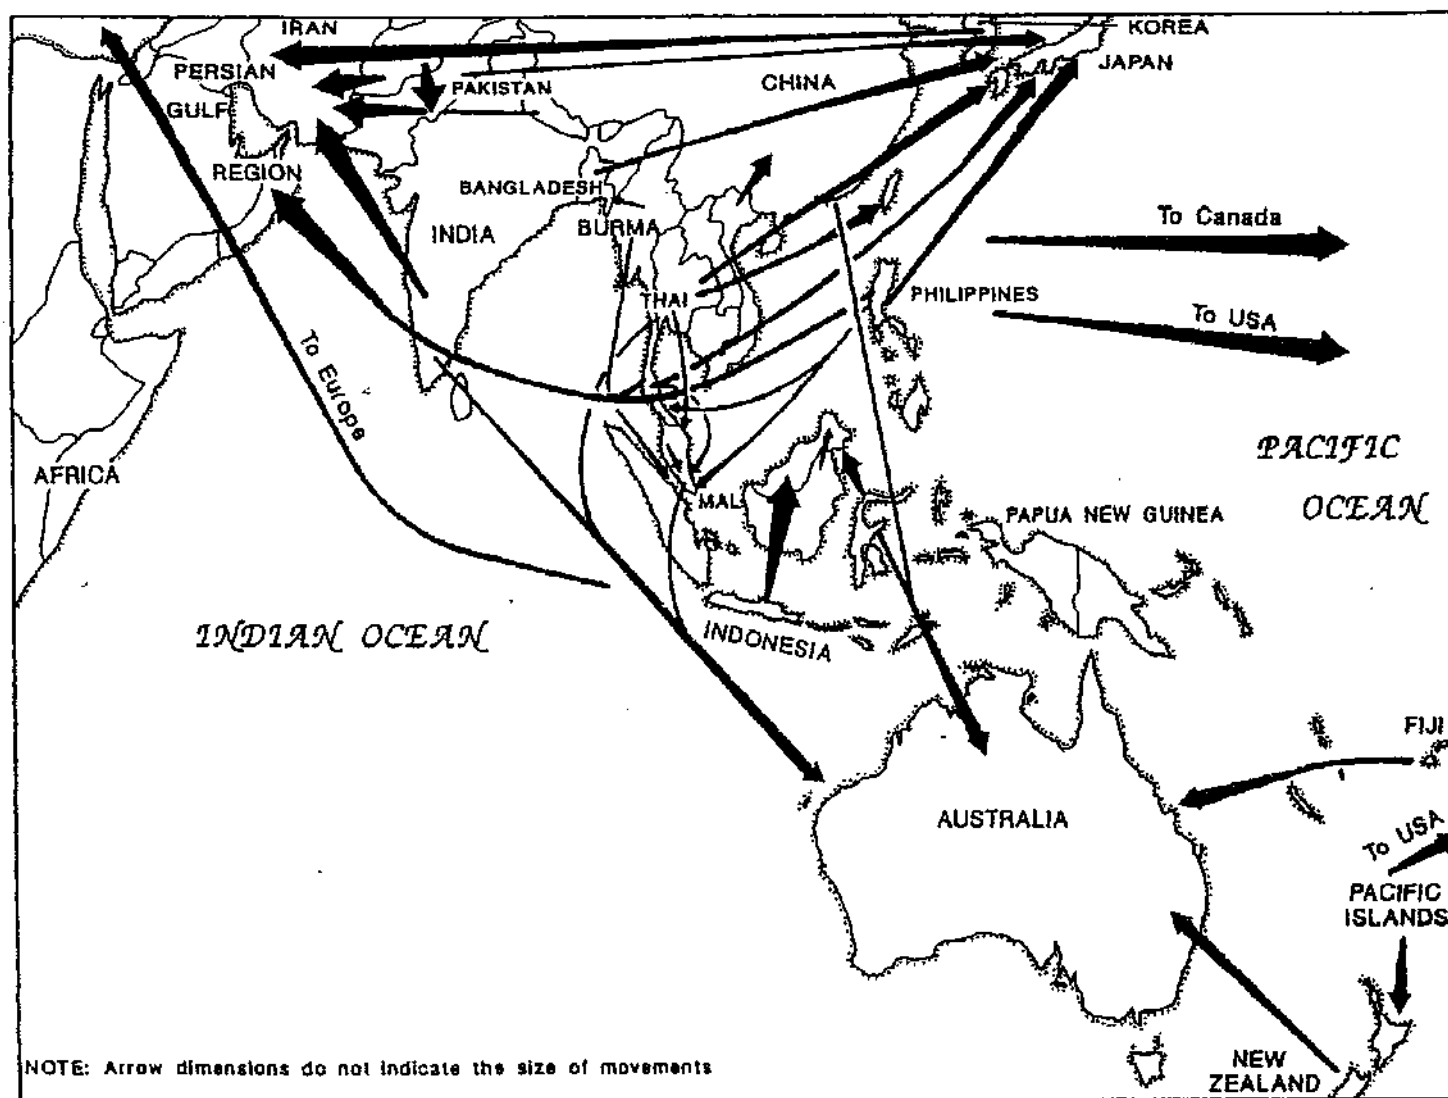 IRAN
KOREA
JAPAN
PERSIAN
GULF
REGION
PAKISTAN
CHINA
BANGLADESH
BURMA
INDIA
THAI
PHILIPPINES
To Canada
To USA
To Europe
AFRICA
PACIFIC
OCEAN
MAL
PAPUA NEW GUINEA
INDIAN OCEAN
INDONESIA
FIJI
AUSTRALIA
To USA
PACIFIC
ISLANDS
NEW
ZEALAND
NOTE: Arrow dimensions do not indicate the size of movements